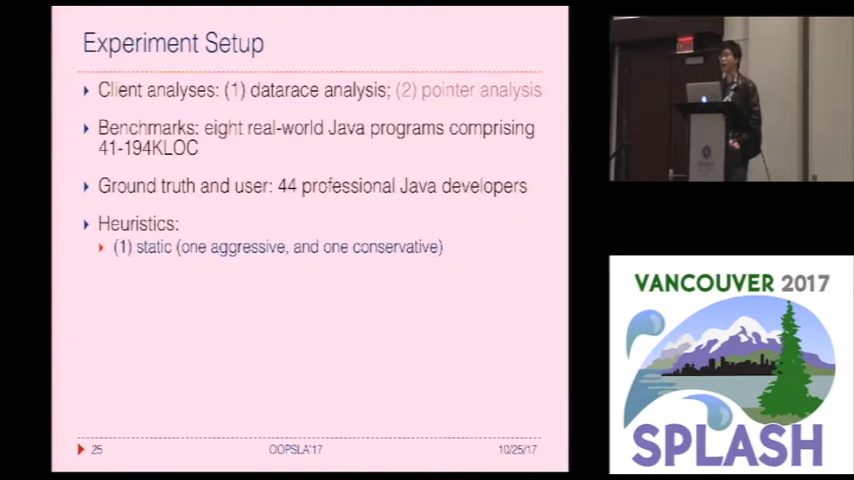 Experiment Setup
Client analyses: (1) datarace analysis; (2) pointer analysis
Benchmarks: eight real-world Java programs comprising
41-194KLOC
Ground truth and user: 44 professional Java developers
Heuristics:
(1) static (one aggressive, and one conservative)
25
OOPSLA'17
10/25/17
VANCOUVER 2017
SPLASH